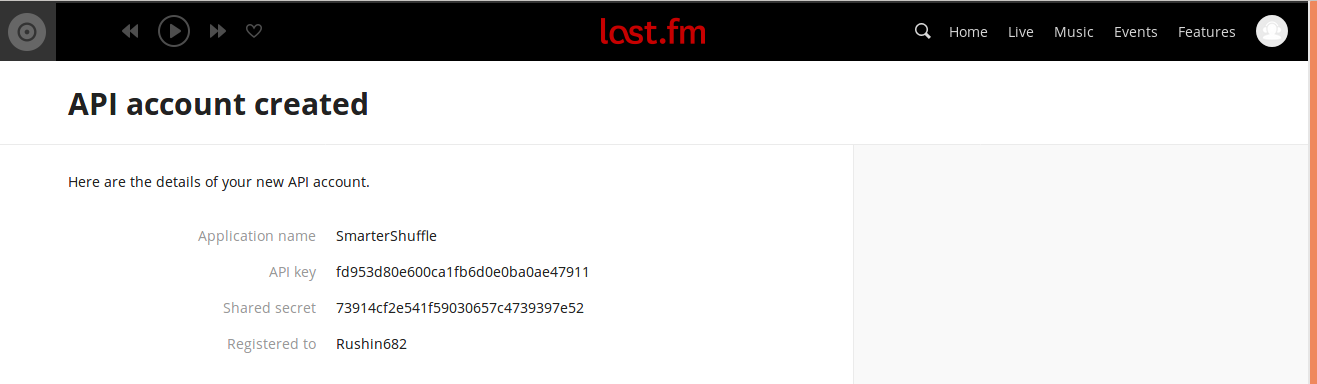 last.fm
Home Live Music Events Features
API account created
Here are the details of your new API account.
Application name SmarterShuffle
API key fd953d80e600ca1fb6d0e0ba0ae47911
Shared secret 73914cf2e541f59030657c4739397e52
Registered to Rushin682